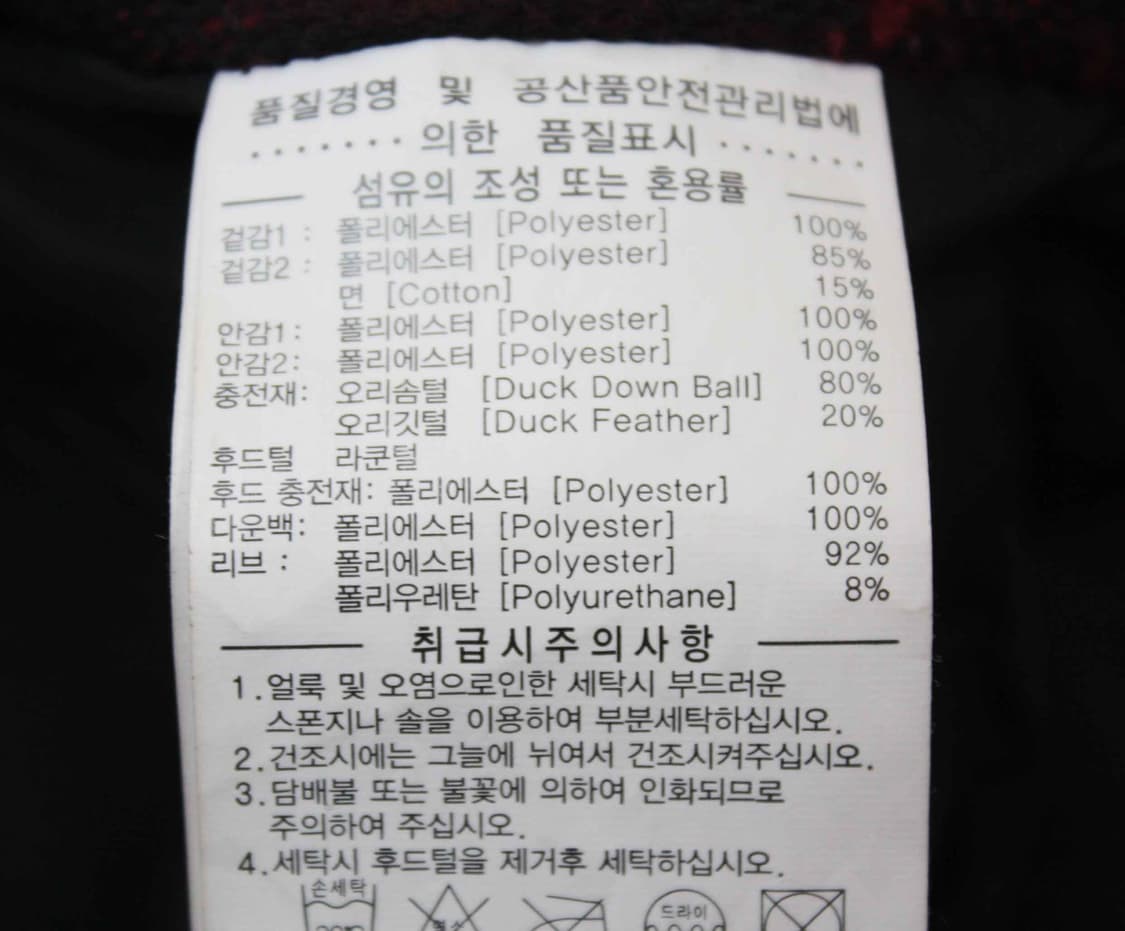 품질경영 및 공산품안전관리법에
의한 품질표시
섬유의 조성 또는 혼용률
겉감1 : 폴리에스터 [Polyester] 100%
겉감2 : 폴리에스터 [Polyester] 85%
면 [Cotton] 15%
안감1: 폴리에스터 [Polyester] 100%
안감2: 폴리에스터 [Polyester] 100%
충전재: 오리솜털 [Duck Down Ball] 80%
오리깃털 [Duck Feather] 20%
후드털 라쿤털
후드 충전재: 폴리에스터 [Polyester] 100%
다운백: 폴리에스터 [Polyester] 100%
리브 : 폴리에스터 [Polyester] 92%
폴리우레탄 [Polyurethane] 8%
취급시주의사항
1.얼룩 및 오염으로인한 세탁시 부드러운
스폰지나 솔을 이용하여 부분세탁하십시오.
2.건조시에는 그늘에 뉘여서 건조시켜주십시오.
3.담배불 또는 불꽃에 의하여 인화되므로
주의하여 주십시오.
4.세탁시 후드털을 제거후 세탁하십시오.
손세탁 드라이